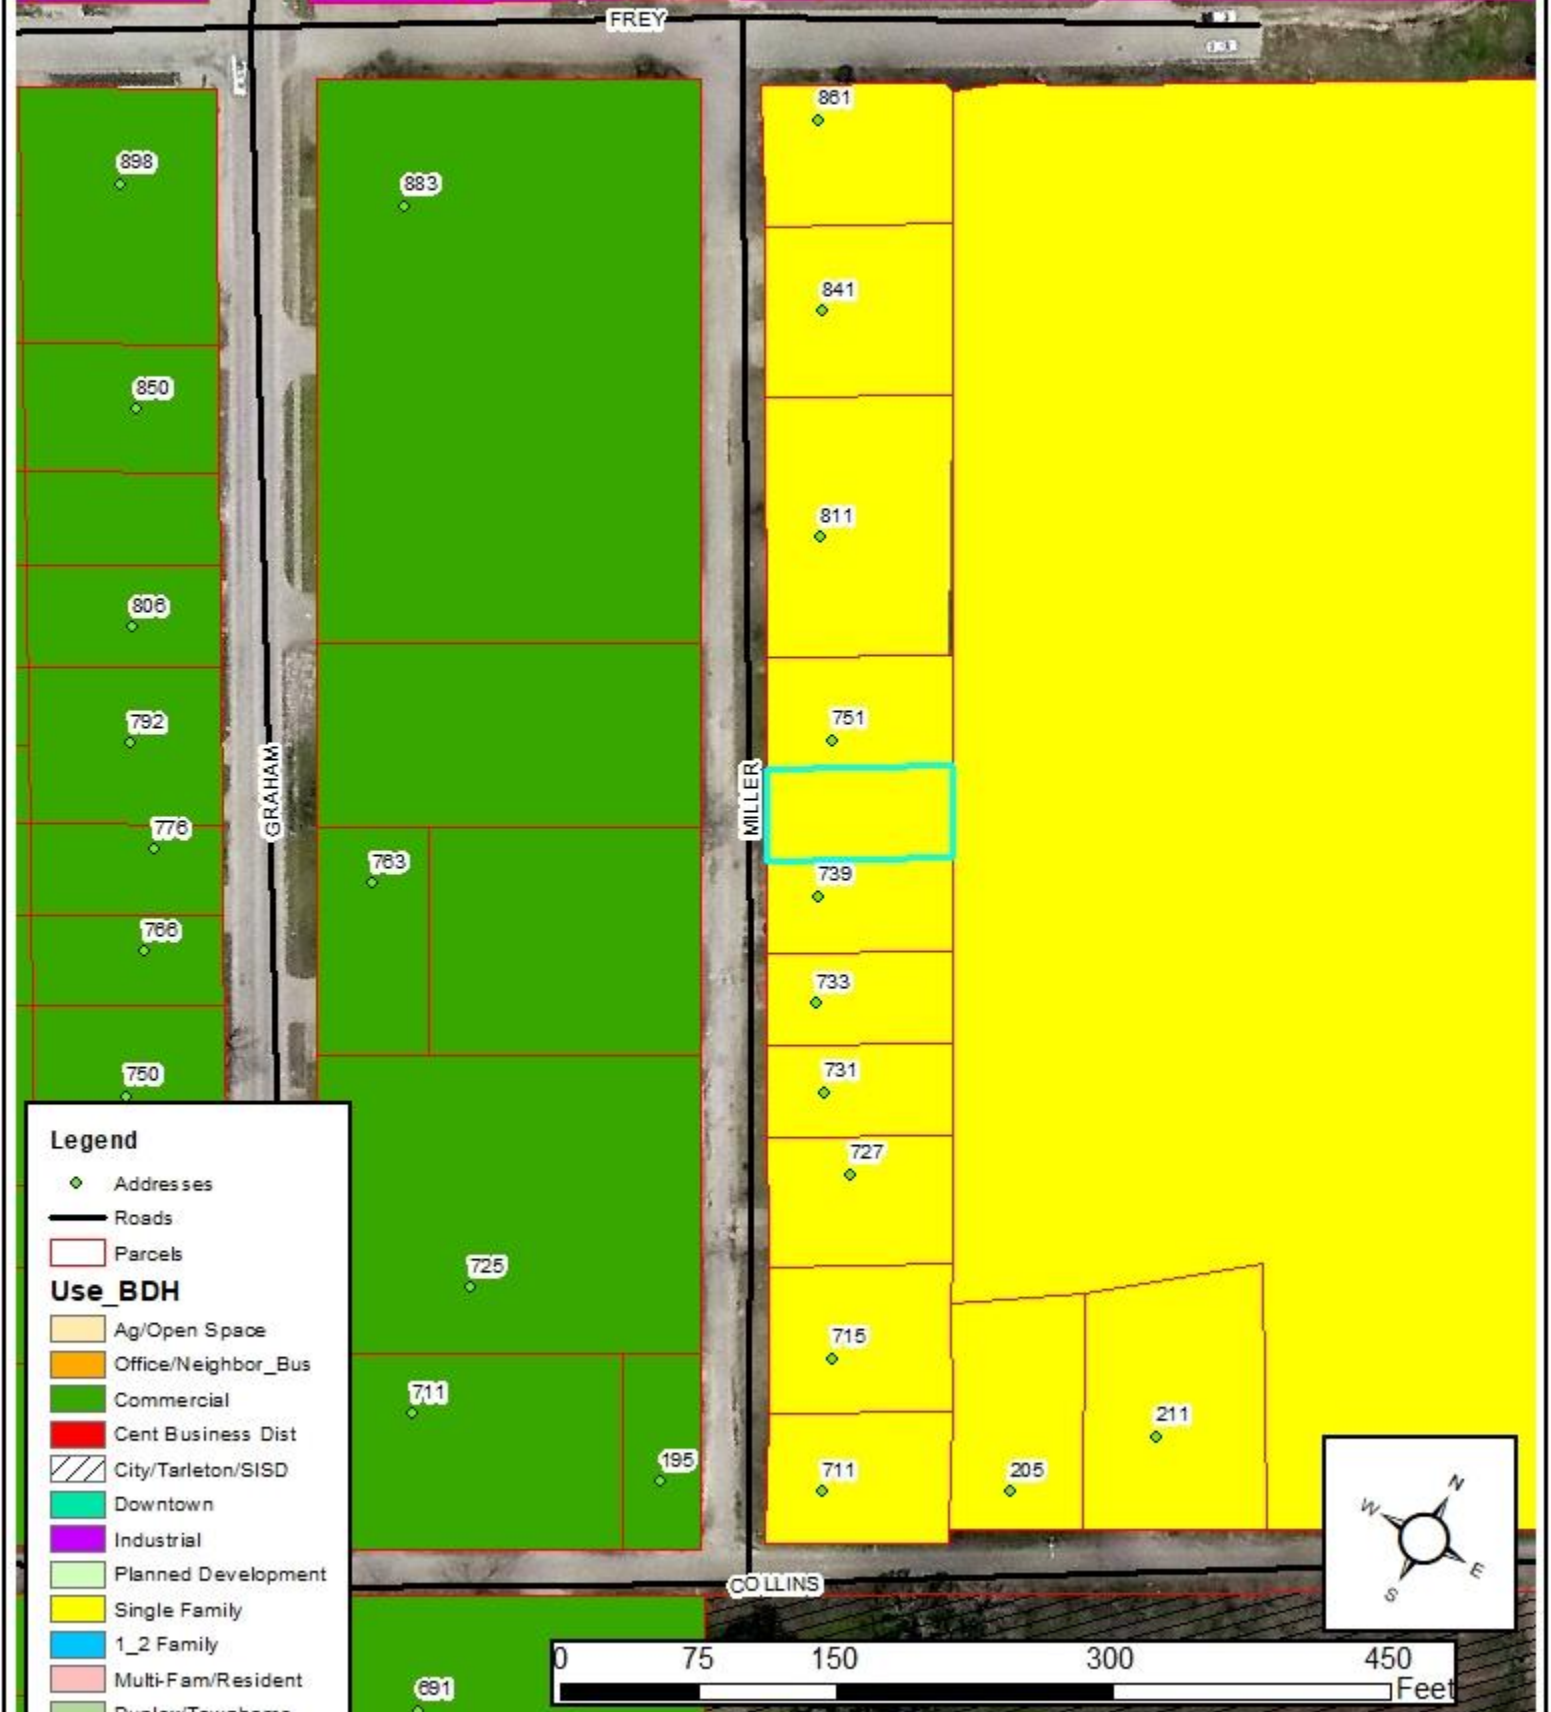 FREY
861
898
883
841
850
811
806
751
792
GRAHAM
MILLER
776
763
739
766
733
731
750
727
725
715
711
711
211
195
205
COLLINS
691
Legend
Addresses
Roads
Parcels
Use_BDH
Ag/Open Space
Office/Neighbor_Bus
Commercial
Cent Business Dist
City/Tarleton/SISD
Downtown
Industrial
Planned Development
Single Family
1_2 Family
Multi-Fam/Resident
N
W
E
S
0 75 150 300 450
Feet